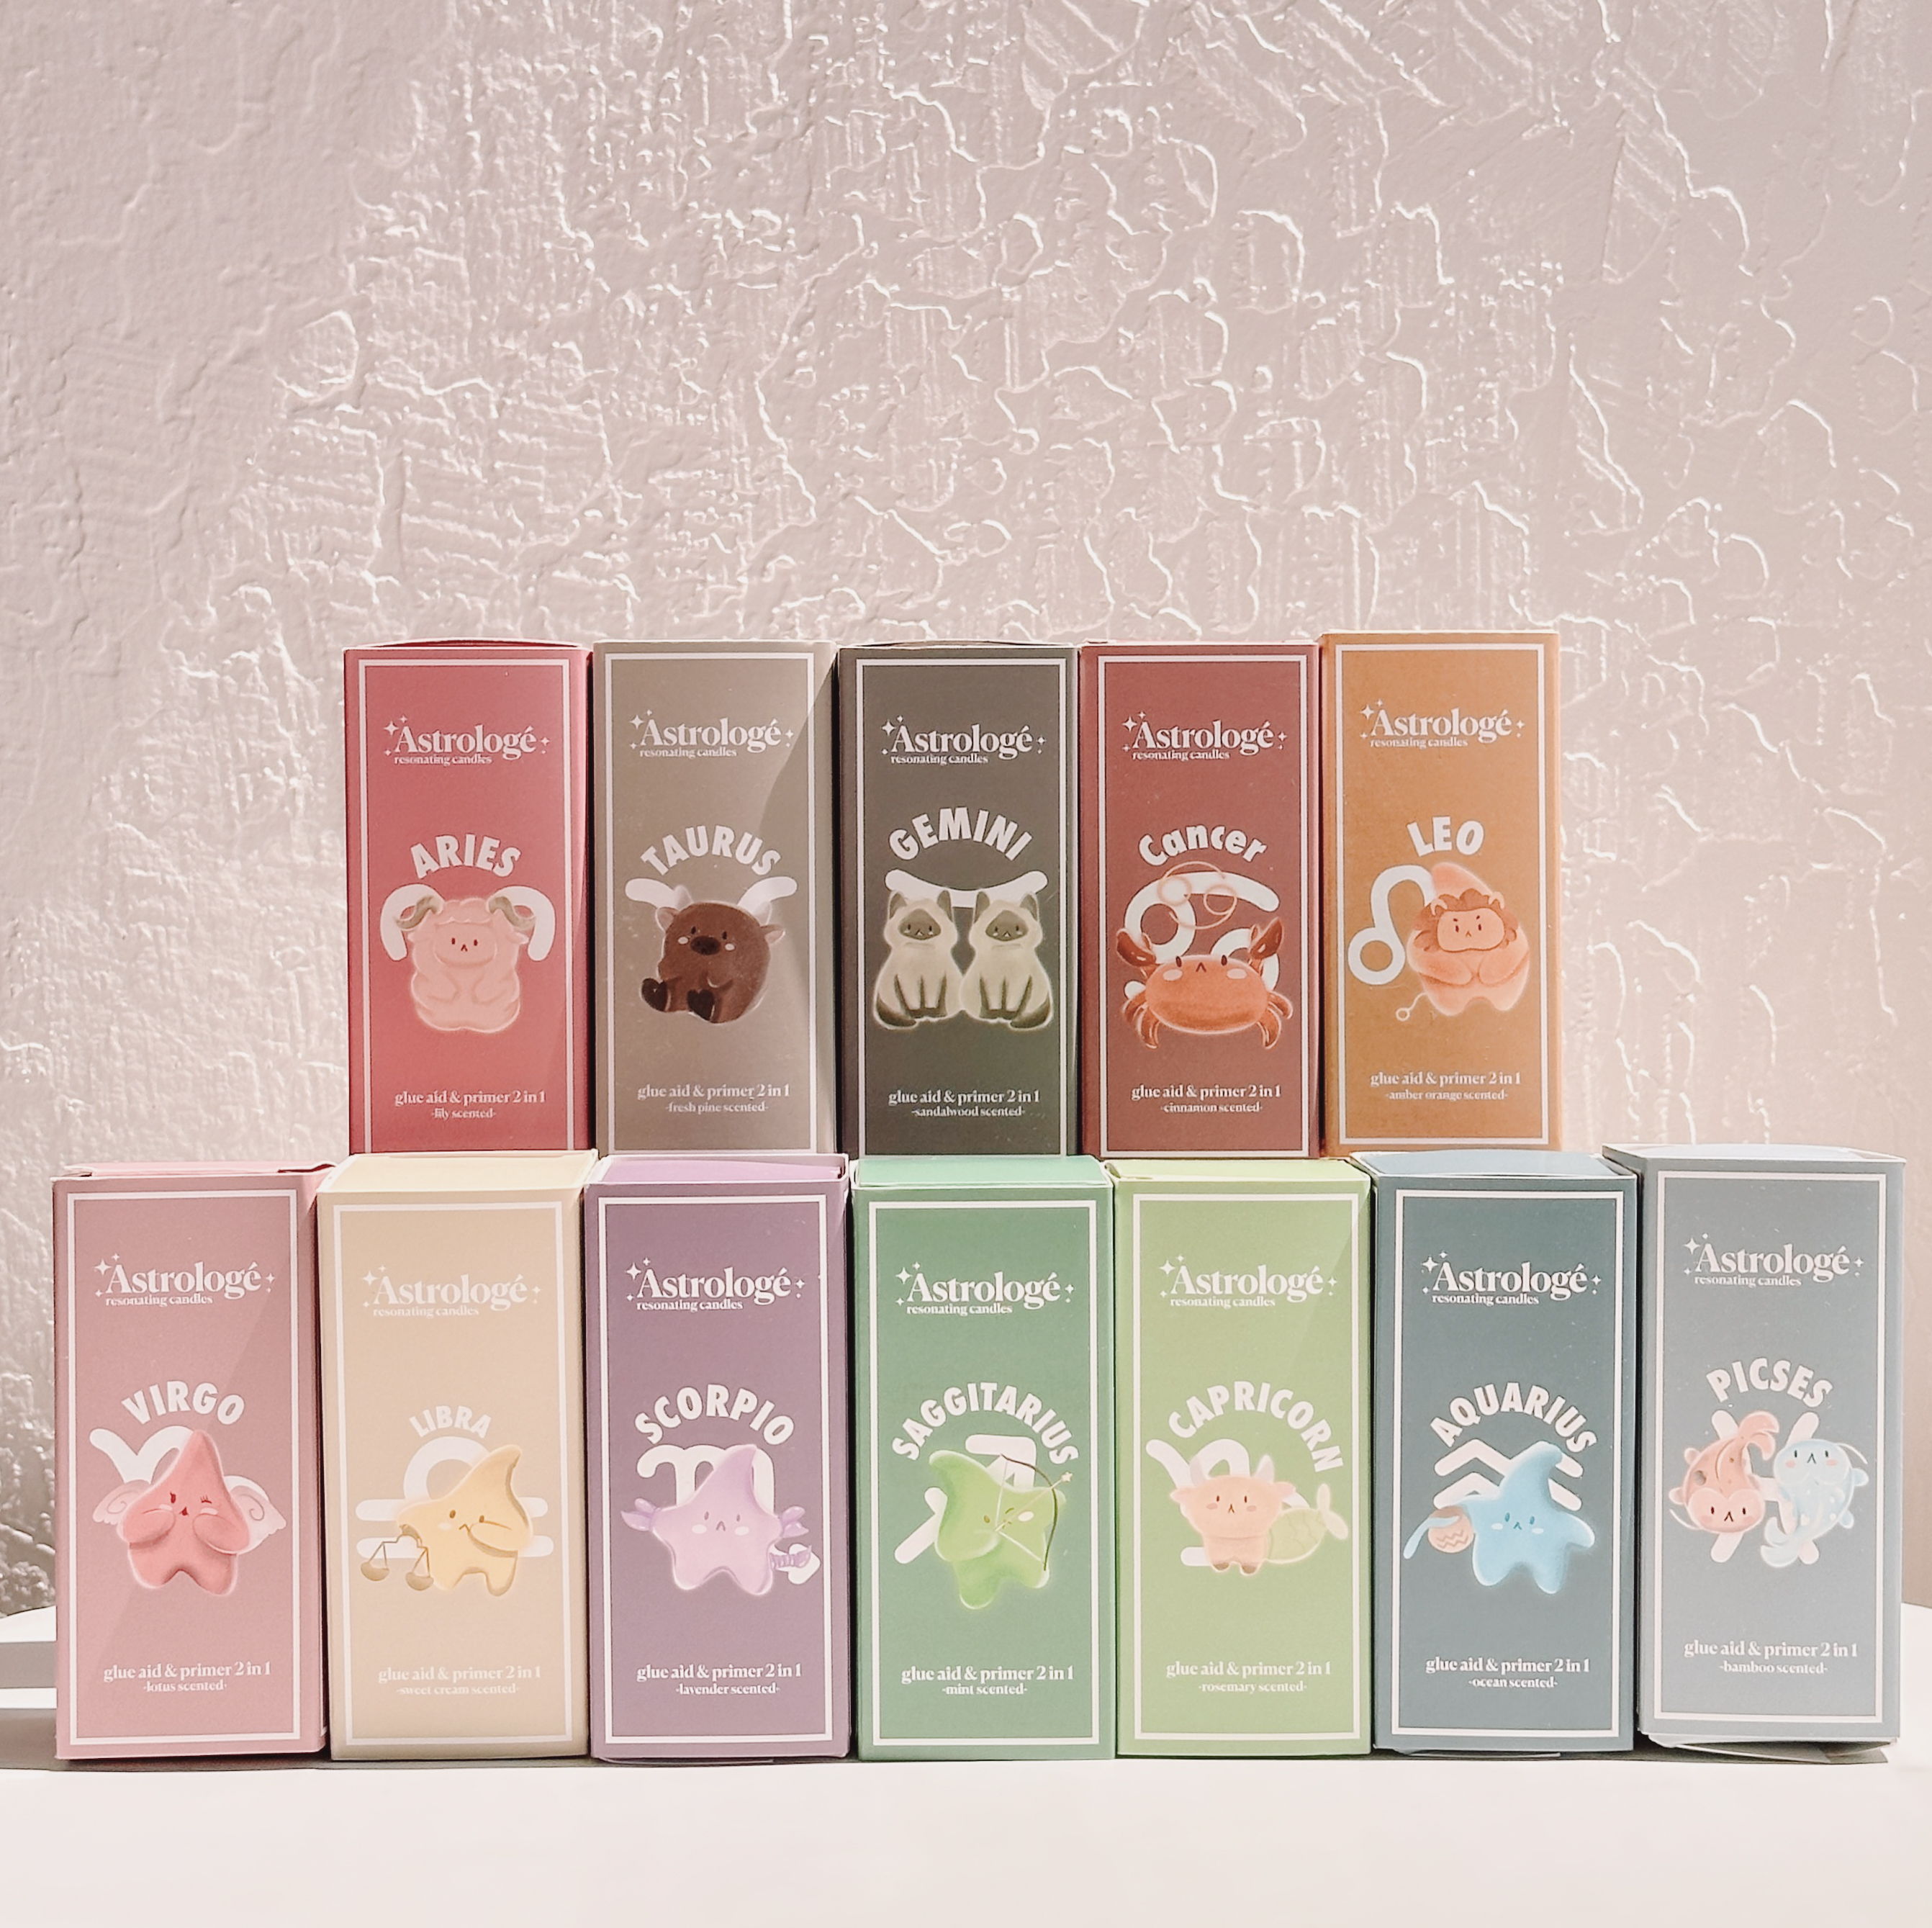 Astrologé
resonating candles
ARIES
glue aid & primer 2 in 1
-lily scented-
Astrologé
resonating candles
TAURUS
glue aid & primer 2 in 1
-fresh pine scented-
Astrologé
resonating candles
GEMINI
glue aid & primer 2 in 1
-sandalwood scented-
Astrologé
resonating candles
Cancer
glue aid & primer 2 in 1
-cinnamon scented-
Astrologé
resonating candles
LEO
glue aid & primer 2 in 1
-amber orange scented-
Astrologé
resonating candles
VIRGO
glue aid & primer 2 in 1
-lotus scented-
Astrologé
resonating candles
LIBRA
glue aid & primer 2 in 1
-sweet cream scented-
Astrologé
resonating candles
SCORPIO
glue aid & primer 2 in 1
-lavender scented-
Astrologé
resonating candles
SAGGITARIUS
glue aid & primer 2 in 1
-mint scented-
Astrologé
resonating candles
CAPRICORN
glue aid & primer 2 in 1
-rosemary scented-
Astrologé
resonating candles
AQUARIUS
glue aid & primer 2 in 1
-ocean scented-
Astrologé
resonating candles
PICSES
glue aid & primer 2 in 1
-bamboo scented-